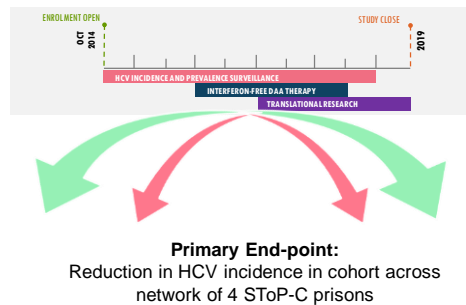 ENROLMENT OPEN
STUDY CLOSE
OCT
2014
2019
HCV INCIDENCE AND PREVALENCE SURVEILLANCE
INTERFERON-FREE DAA THERAPY
TRANSLATIONAL RESEARCH
Primary End-point:
Reduction in HCV incidence in cohort across
network of 4 SToP-C prisons